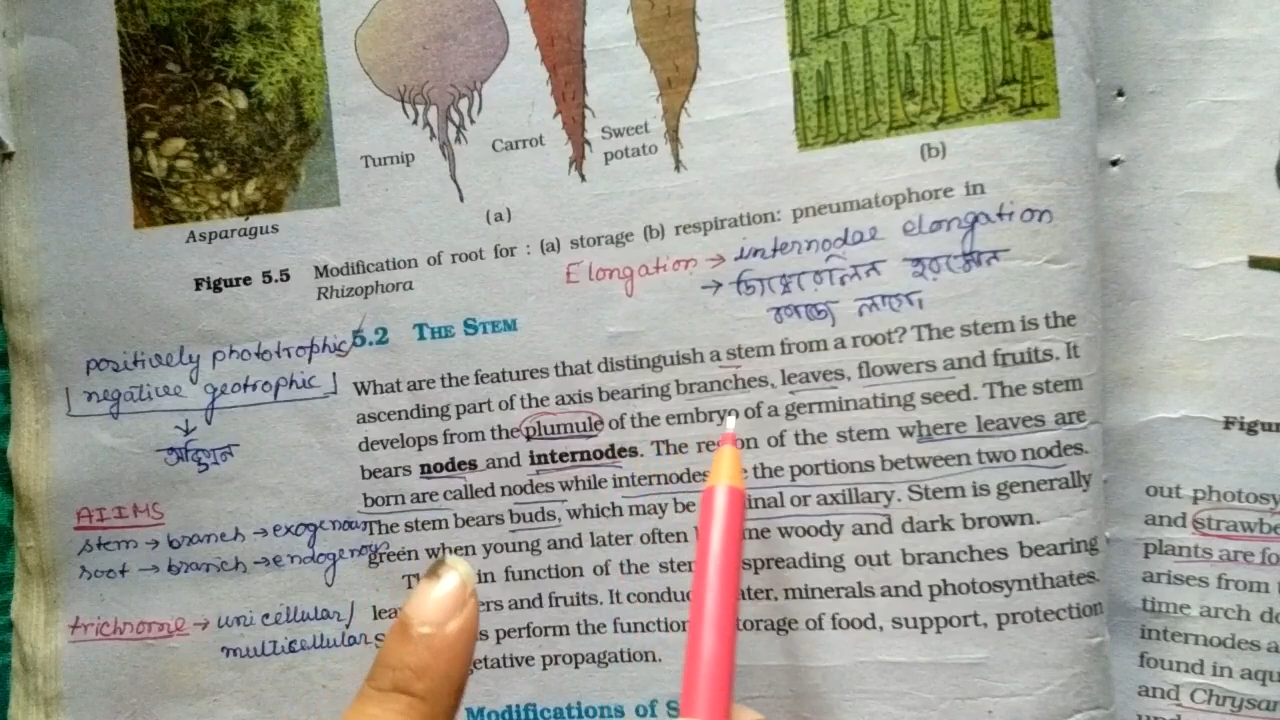 Turnip
Carrot
Sweet
potato
Asparagus
(a)
(b)
Figure 5.5 Modification of root for : (a) storage (b) respiration: pneumatophore in
Rhizophora
Elongation → internodae elongation
→
5.2 THE STEM
positively phototrophic
negative geotrophic
↓
AIIMS
stem → branch → exogenous
root → branch → endogenous
trichrome → unicellular/
multicellular
What are the features that distinguish a stem from a root? The stem is the
ascending part of the axis bearing branches, leaves, flowers and fruits. It
develops from the plumule of the embryo of a germinating seed. The stem
bears nodes and internodes. The region of the stem where leaves are
born are called nodes while internodes the portions between two nodes.
The stem bears buds, which may be inal or axillary. Stem is generally
green when young and later often me woody and dark brown.
in function of the ste spreading out branches bearing
lea ers and fruits. It conduc ter, minerals and photosynthates.
s perform the function torage of food, support, protection
etative propagation.
Modifications of S
Figu
out photosy
and strawbe
plants are fo
arises from
time arch do
internodes a
found in aqu
and Chrysan